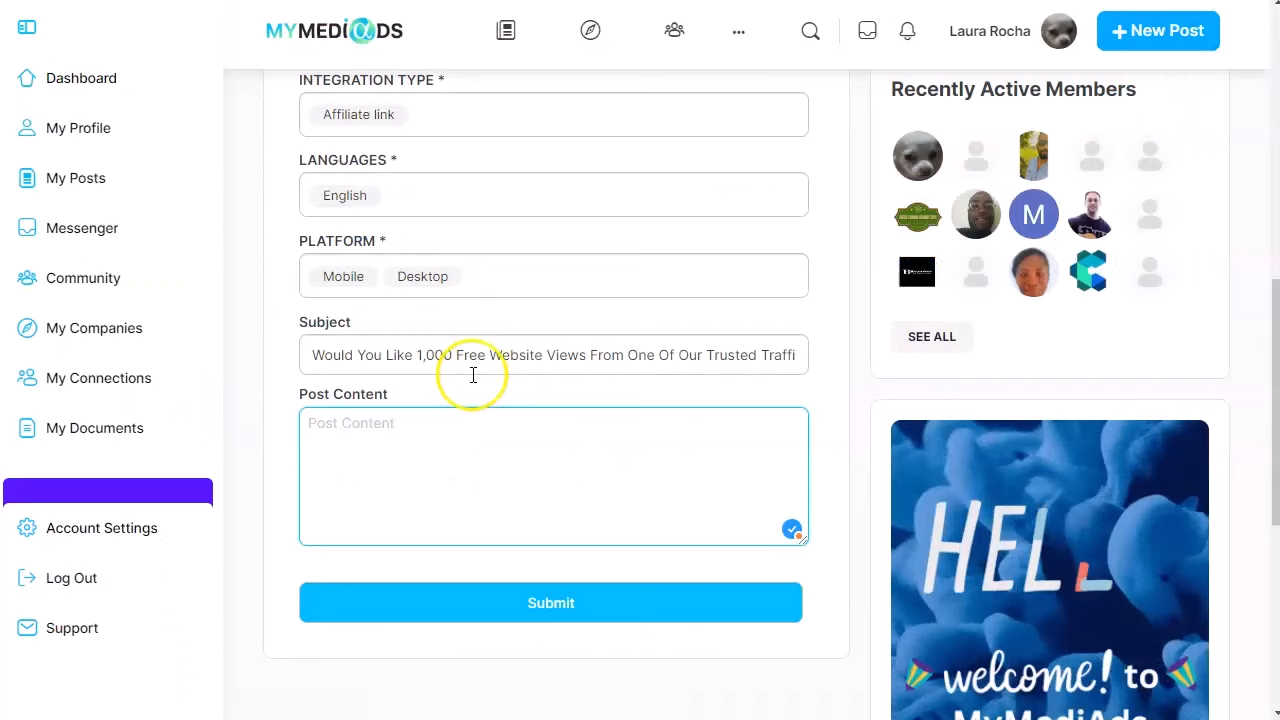 MYMEDI@DS
Laura Rocha
New Post
Dashboard
My Profile
My Posts
Messenger
Community
My Companies
My Connections
My Documents
Account Settings
Log Out
Support
INTEGRATION TYPE *
Affiliate link
LANGUAGES *
English
PLATFORM *
Mobile Desktop
Subject
Would You Like 1,000 Free Website Views From One Of Our Trusted Traffi
Post Content
Post Content
Submit
Recently Active Members
M
SEE ALL
HELL
welcome! to
MyMediAds